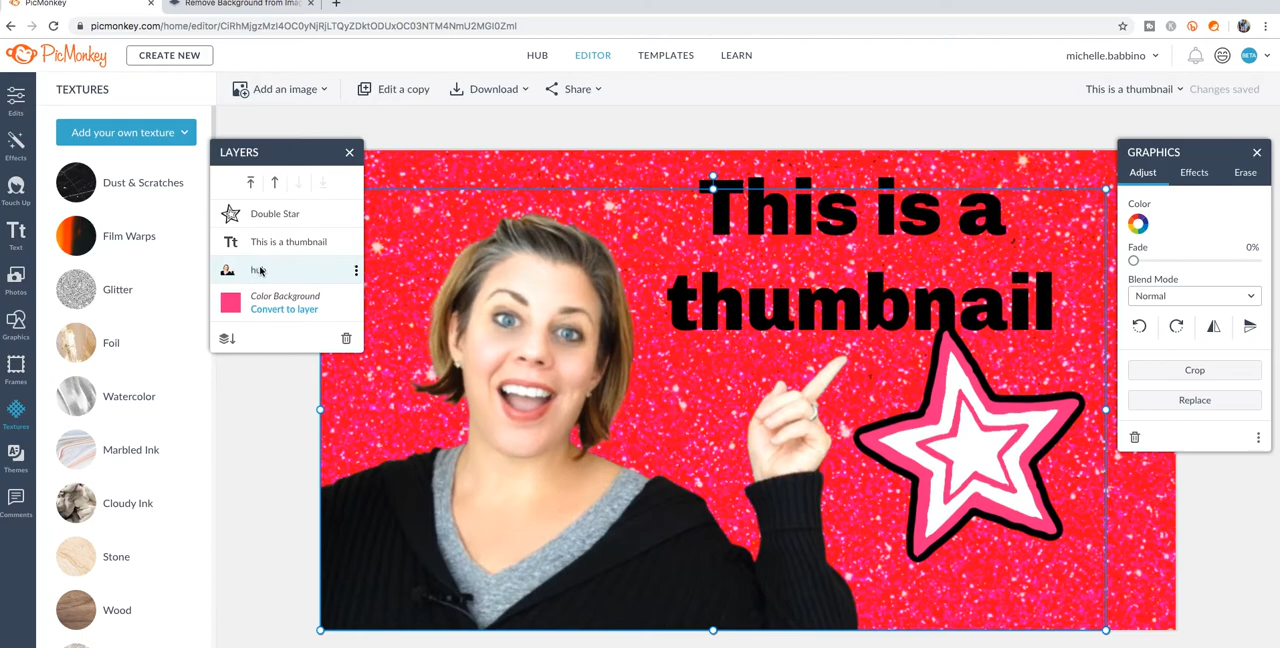 PicMonkey
Remove Background from Imag
picmonkey.com/home/editor/CiRhMjgzMzI4OC0yNjRjLTQyZDktODUxOC03NTM4NmU2MGI0ZmI
PicMonkey
CREATE NEW
HUB
EDITOR
TEMPLATES
LEARN
michelle.babbino
BETA
TEXTURES
Add an image
Edit a copy
Download
Share
This is a thumbnail
Changes saved
Edits
Effects
Touch Up
Text
Photos
Graphics
Frames
Textures
Themes
Comments
Add your own texture
Dust & Scratches
Film Warps
Glitter
Foil
Watercolor
Marbled Ink
Cloudy Ink
Stone
Wood
LAYERS
Double Star
Tt This is a thumbnail
Color Background
Convert to layer
This is a
thumbnail
GRAPHICS
Adjust
Effects
Erase
Color
Fade
0%
Blend Mode
Normal
Crop
Replace